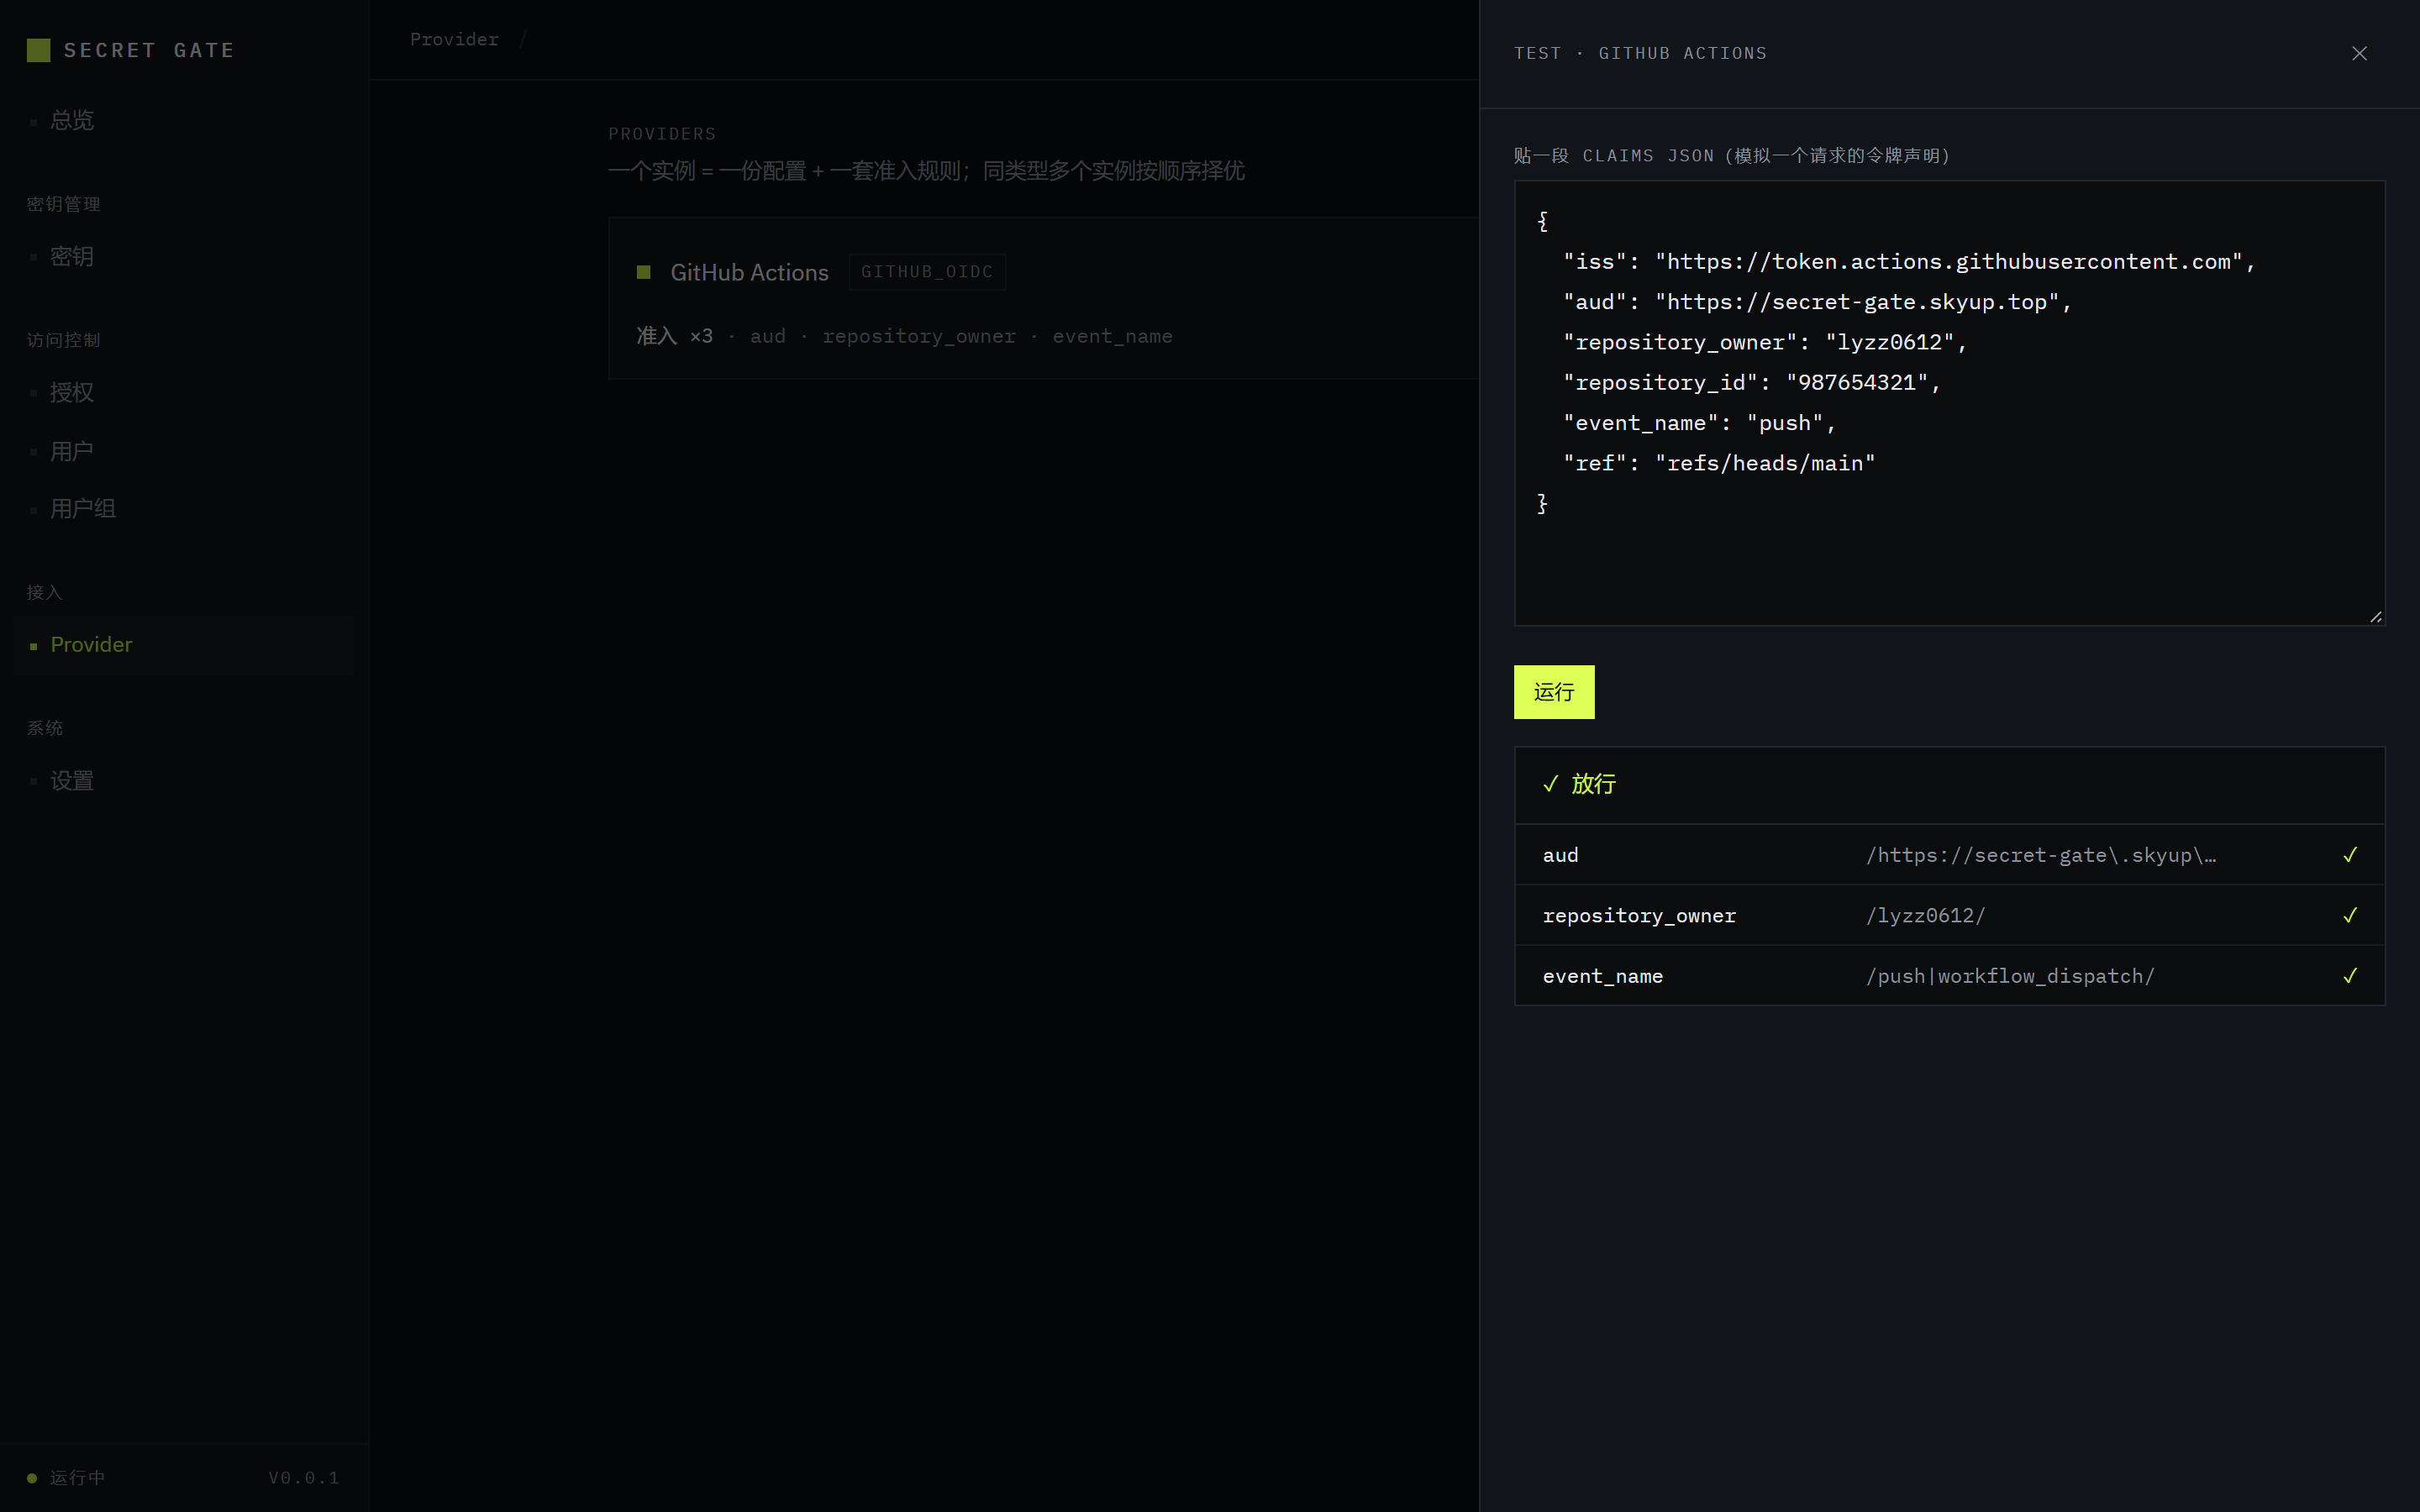 SECRET GATE
总览
密钥管理
密钥
访问控制
授权
用户
用户组
接入
Provider
系统
设置
运行中
V0.0.1
Provider /
PROVIDERS
一个实例 = 一份配置 + 一套准入规则；同类型多个实例按顺序择优
GitHub Actions
GITHUB_OIDC
准入 ×3 · aud · repository_owner · event_name
TEST · GITHUB ACTIONS
贴一段 CLAIMS JSON (模拟一个请求的令牌声明)
{
"iss": "https://token.actions.githubusercontent.com",
"aud": "https://secret-gate.skyup.top",
"repository_owner": "lyzz0612",
"repository_id": "987654321",
"event_name": "push",
"ref": "refs/heads/main"
}
运行
✓ 放行
aud /https://secret-gate\.skyup\… ✓
repository_owner /lyzz0612/ ✓
event_name /push|workflow_dispatch/ ✓